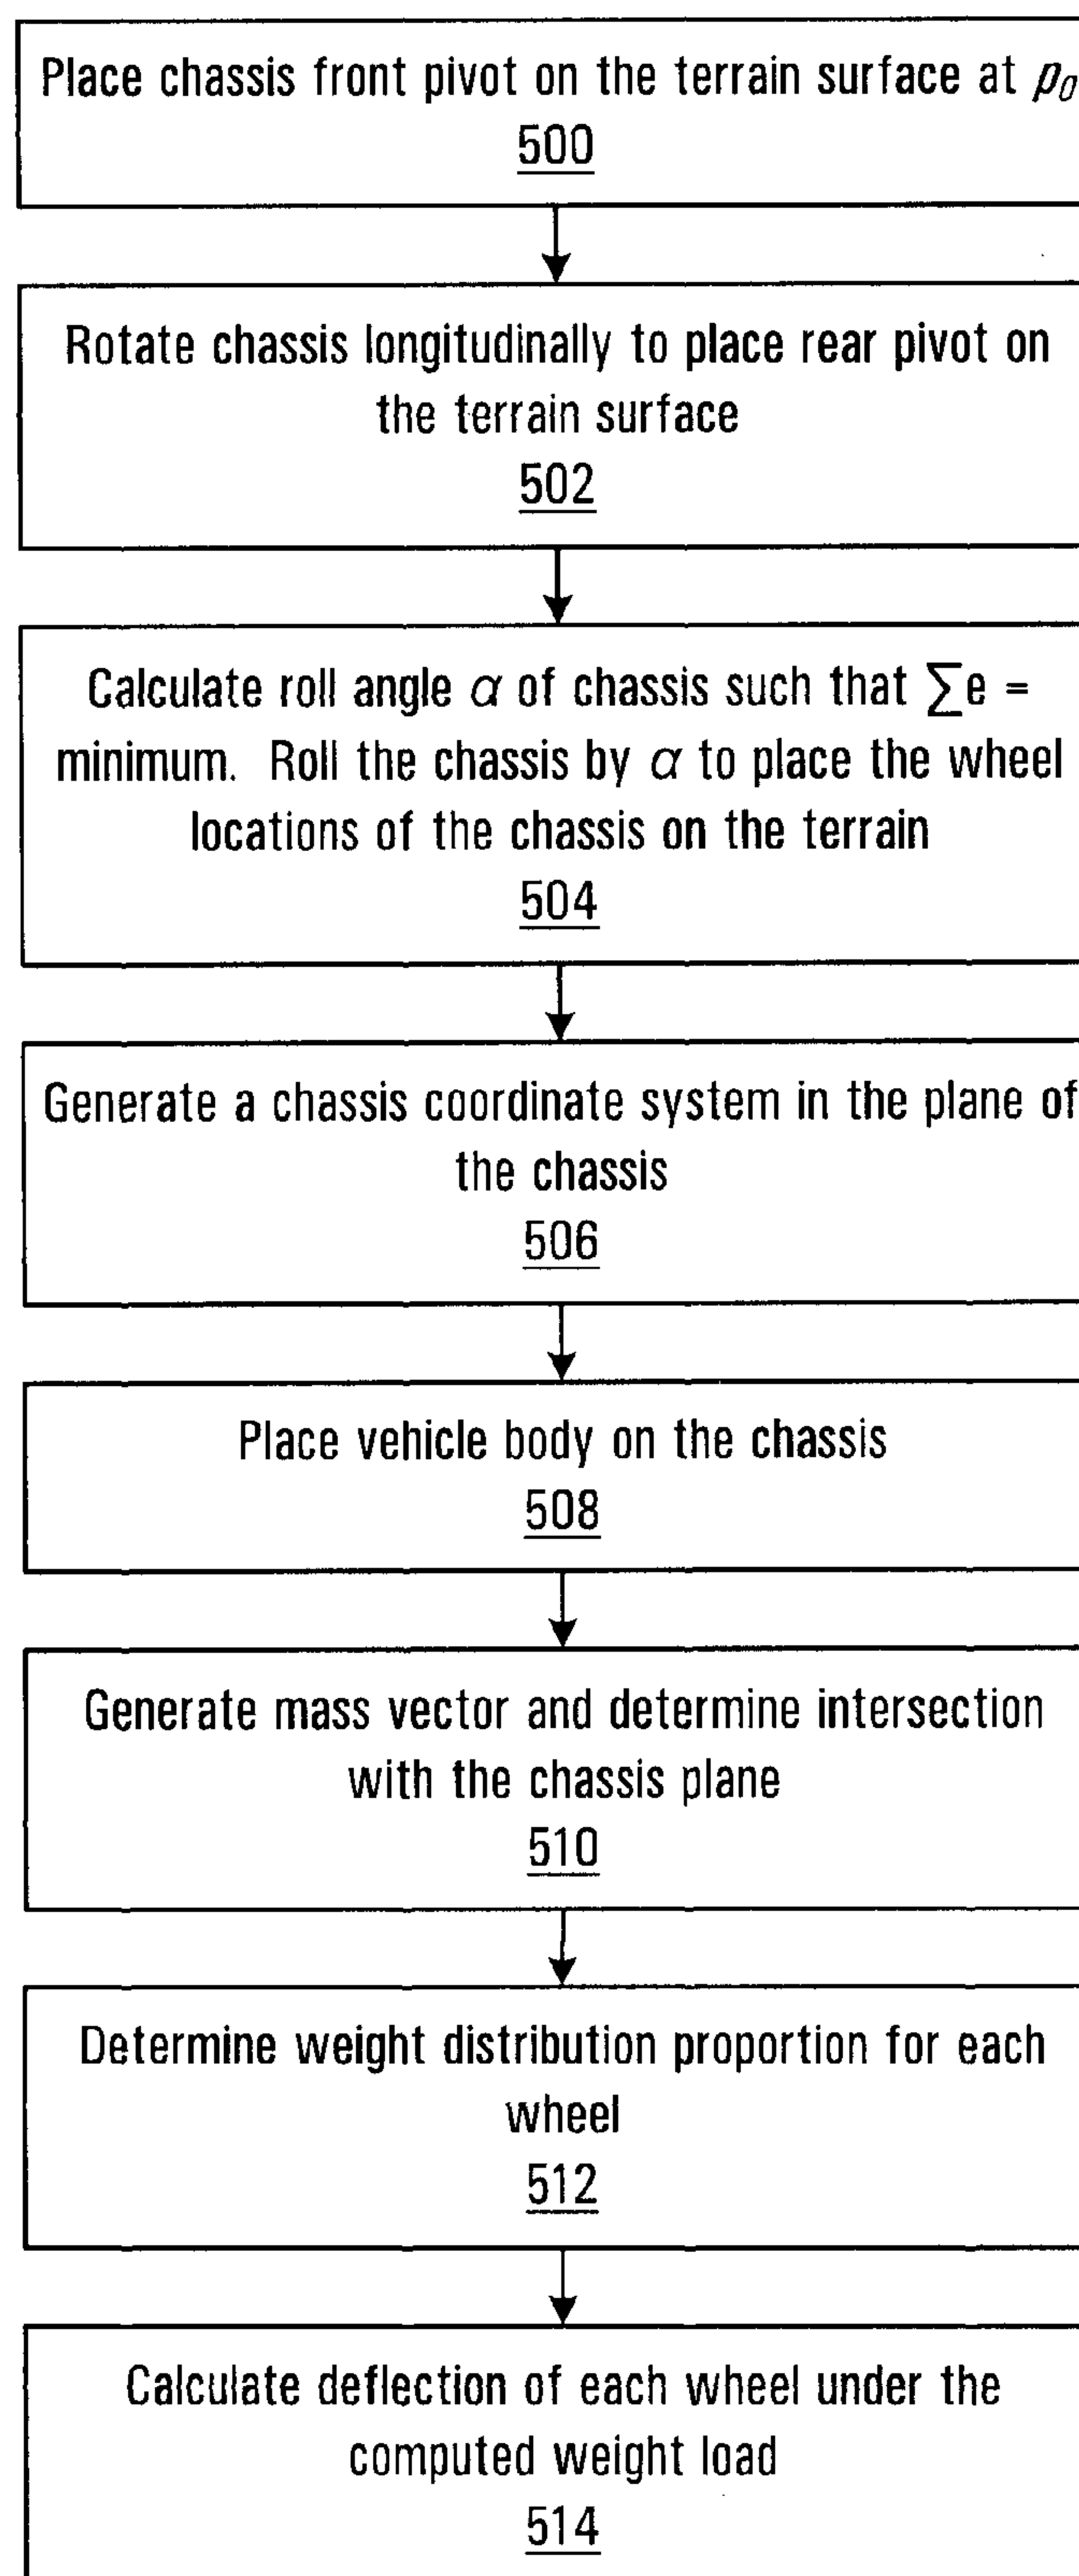 Place chassis front pivot on the terrain surface at p0
500
Rotate chassis longitudinally to place rear pivot on
the terrain surface
502
Calculate roll angle α of chassis such that ∑e =
minimum. Roll the chassis by α to place the wheel
locations of the chassis on the terrain
504
Generate a chassis coordinate system in the plane of
the chassis
506
Place vehicle body on the chassis
508
Generate mass vector and determine intersection
with the chassis plane
510
Determine weight distribution proportion for each
wheel
512
Calculate deflection of each wheel under the
computed weight load
514